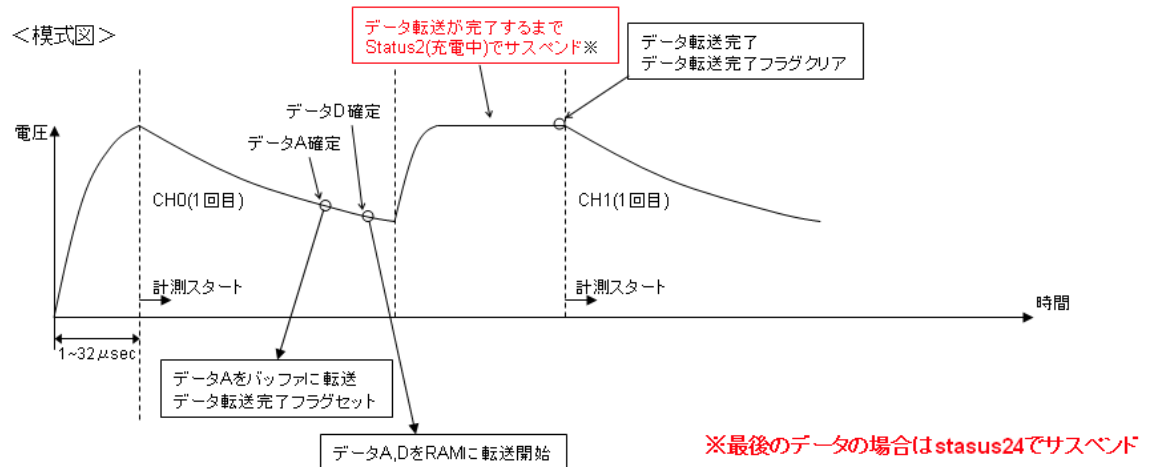 ＜模式図＞
データ転送が完了するまで
Status2(充電中)でサスペンド※
データ転送完了
データ転送完了フラグクリア
電圧
データD確定
データA確定
CH0(1回目)
CH1(1回目)
計測スタート
計測スタート
時間
1~32μsec
データAをバッファに転送
データ転送完了フラグセット
データA,DをRAMに転送開始
※最後のデータの場合はstasus24でサスペンド